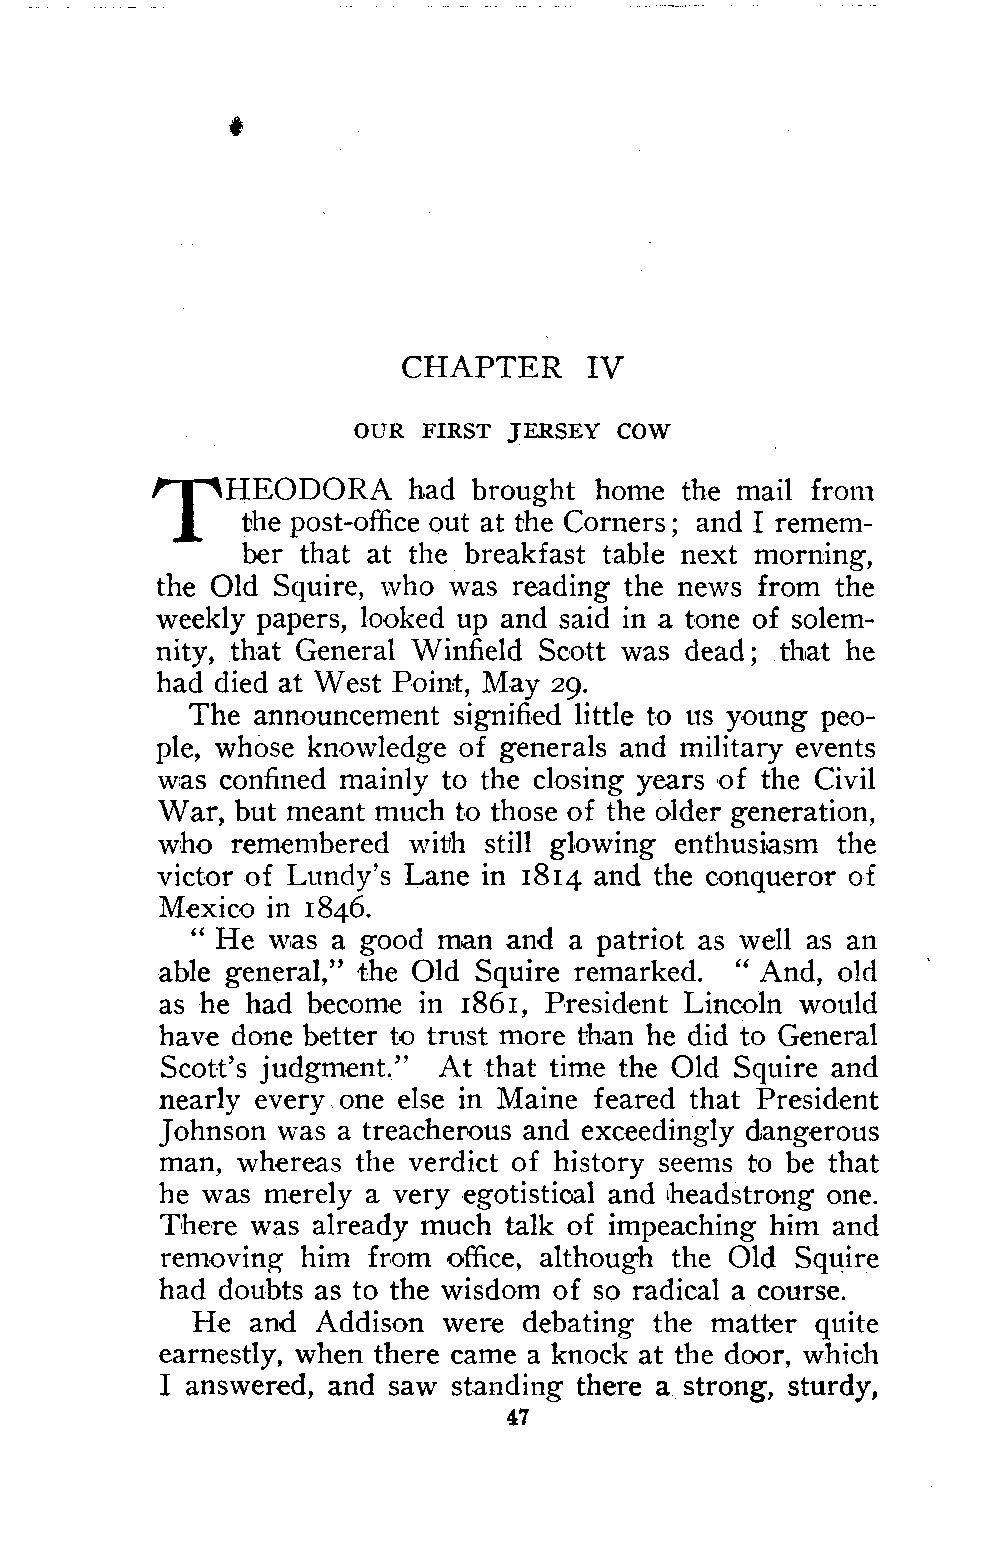 CHAPTER IV
OUR FIRST JERSEY COW
THEODORA had brought home the mail from
the post-office out at the Corners; and I remem-
ber that at the breakfast table next morning,
the Old Squire, who was reading the news from the
weekly papers, looked up and said in a tone of solem-
nity, that General Winfield Scott was dead; that he
had died at West Point, May 29.
The announcement signified little to us young peo-
ple, whose knowledge of generals and military events
was confined mainly to the closing years of the Civil
War, but meant much to those of the older generation,
who remembered with still glowing enthusiasm the
victor of Lundy's Lane in 1814 and the conqueror of
Mexico in 1846.
" He was a good man and a patriot as well as an
able general," the Old Squire remarked. " And, old
as he had become in 1861, President Lincoln would
have done better to trust more than he did to General
Scott's judgment." At that time the Old Squire and
nearly every one else in Maine feared that President
Johnson was a treacherous and exceedingly dangerous
man, whereas the verdict of history seems to be that
he was merely a very egotistical and headstrong one.
There was already much talk of impeaching him and
removing him from office, although the Old Squire
had doubts as to the wisdom of so radical a course.
He and Addison were debating the matter quite
earnestly, when there came a knock at the door, which
I answered, and saw standing there a strong, sturdy,
47